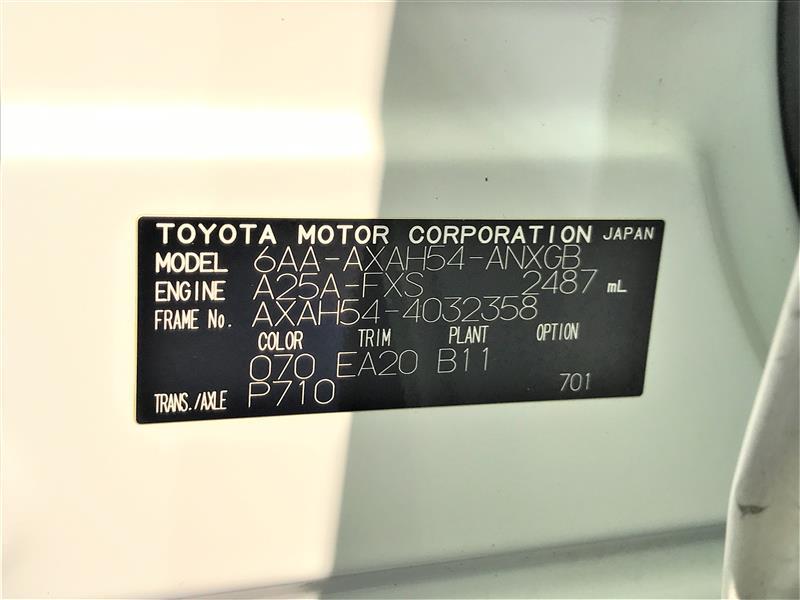 TOYOTA MOTOR CORPORATION JAPAN
MODEL 6AA-AXAH54-ANXGB
ENGINE A25A-FXS 2487 mL
FRAME No. AXAH54-4032358
COLOR TRIM PLANT OPTION
070 EA20 B11
TRANS./AXLE P710 701